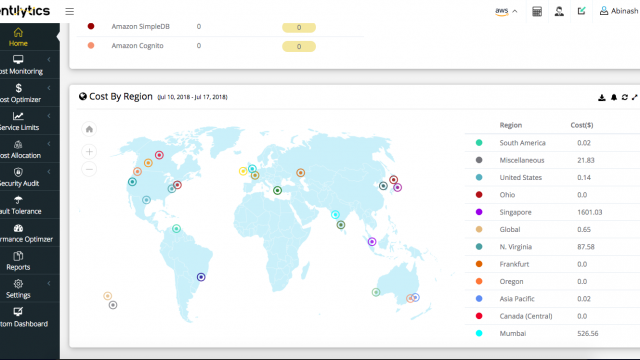 entilytics
aws
Abinash
Home
ost Monitoring
ost Optimizer
Service Limits
ost Allocation
Security Audit
ault Tolerance
ormance Optimzer
Reports
Settings
tom Dashboard
Amazon SimpleDB 0 0
Amazon Cognito 0 0
Cost By Region (Jul 10, 2018 - Jul 17, 2018)
Region Cost($)
South America 0.02
Miscellaneous 21.83
United States 0.14
Ohio 0.0
Singapore 1601.03
Global 0.65
N. Virginia 87.58
Frankfurt 0.0
Oregon 0.0
Asia Pacific 0.02
Canada (Central) 0.0
Mumbai 526.56